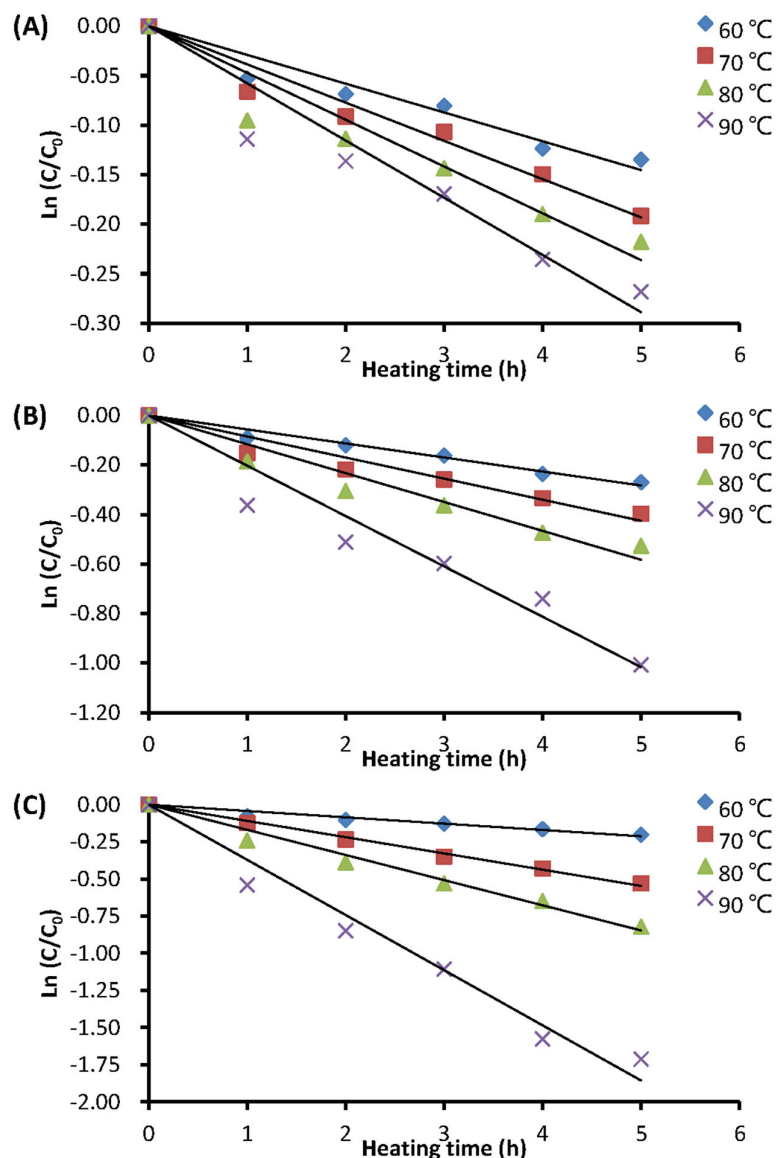 (A)
0.00
-0.05
-0.10
-0.15
-0.20
-0.25
-0.30
Ln (C/C₀)
0 1 2 3 4 5 6
Heating time (h)
60 ℃
70 ℃
80 ℃
90 ℃
(B)
0.00
-0.20
-0.40
-0.60
-0.80
-1.00
-1.20
Ln (C/C₀)
0 1 2 3 4 5 6
Heating time (h)
60 ℃
70 ℃
80 ℃
90 ℃
(C)
0.00
-0.25
-0.50
-0.75
-1.00
-1.25
-1.50
-1.75
-2.00
Ln (C/C₀)
0 1 2 3 4 5 6
Heating time (h)
60 ℃
70 ℃
80 ℃
90 ℃